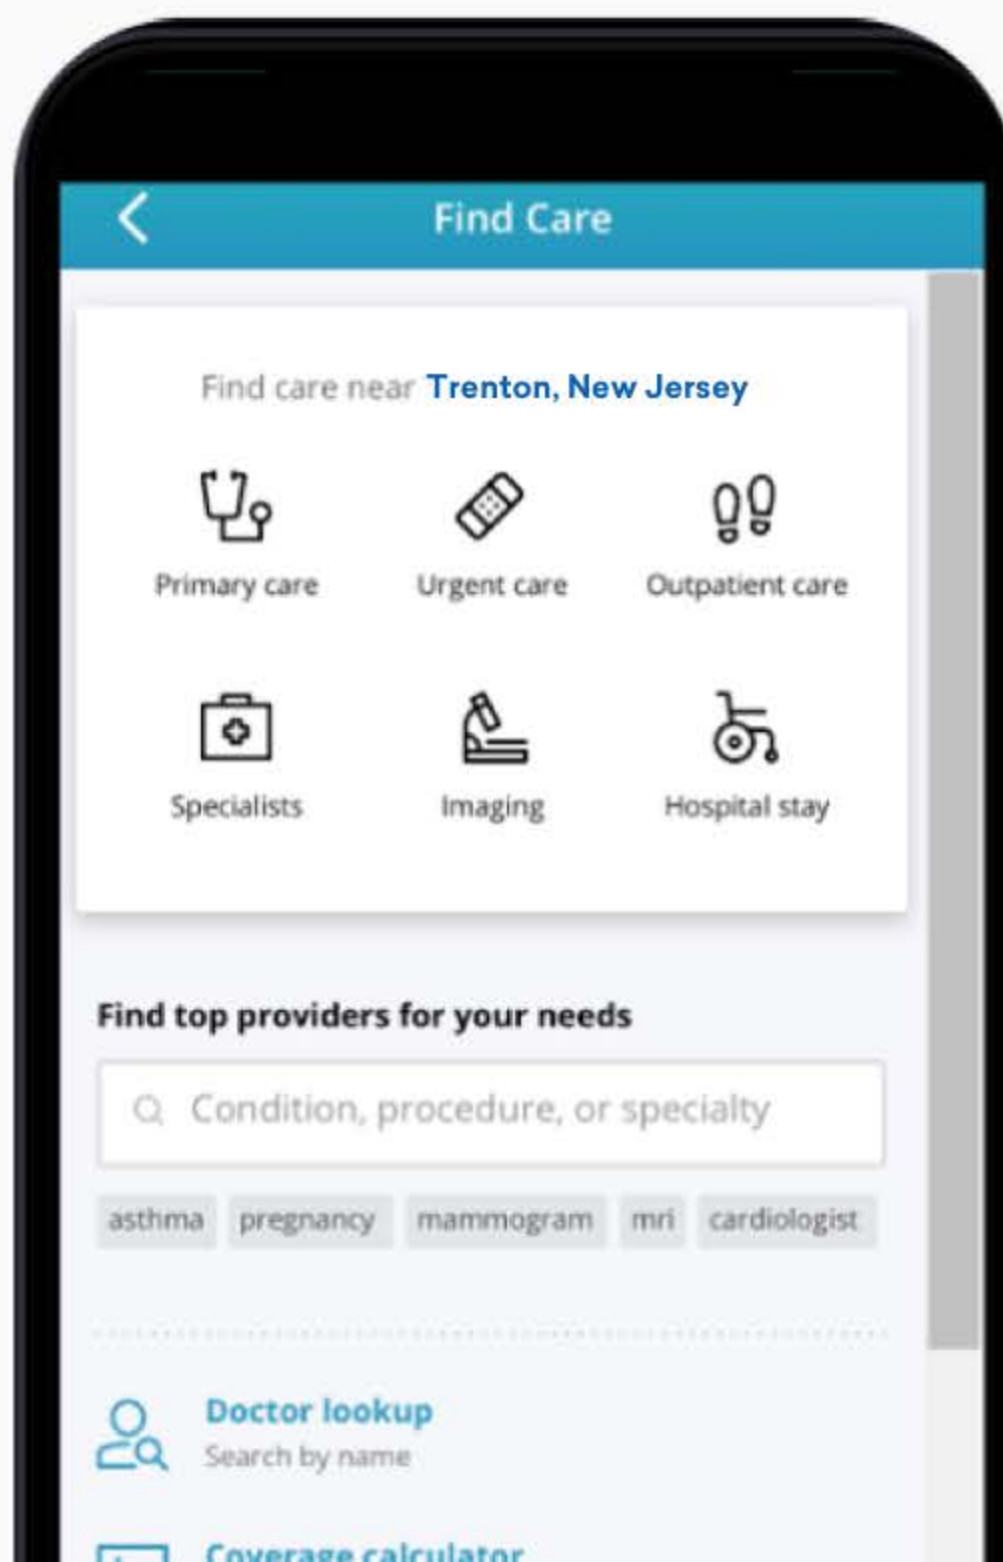 Find Care
Find care near Trenton, New Jersey
Primary care Urgent care Outpatient care
Specialists Imaging Hospital stay
Find top providers for your needs
Condition, procedure, or specialty
asthma pregnancy mammogram mri cardiologist
Doctor lookup
Search by name
Coverage calculator